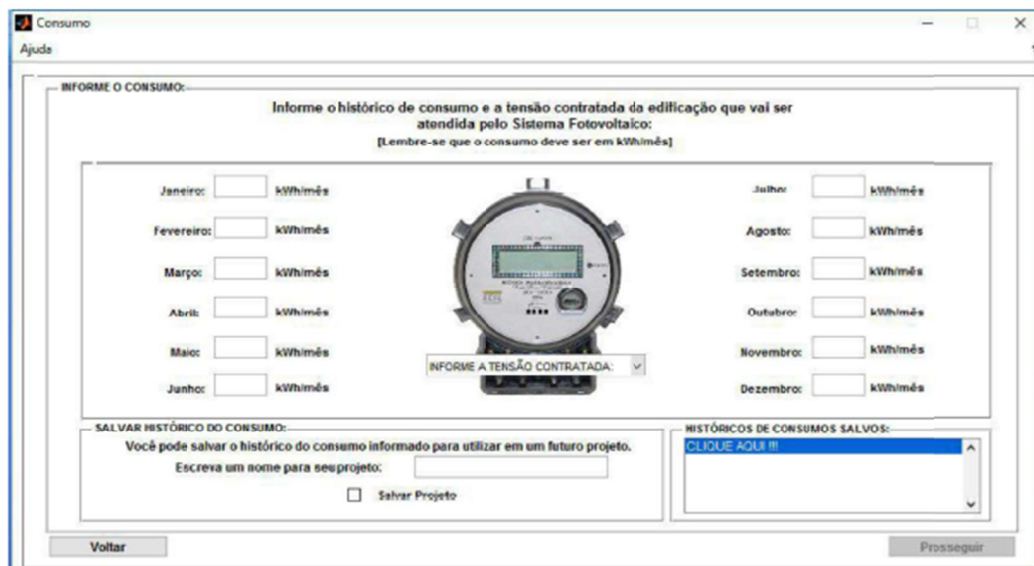 Consumo
Ajuda
INFORME O CONSUMO:
Informe o histórico de consumo e a tensão contratada da edificação que vai ser
atendida pelo Sistema Fotovoltaico:
[Lembre-se que o consumo deve ser em kWh/mês]
Janeiro: kWh/mês
Fevereiro: kWh/mês
Março: kWh/mês
Abril: kWh/mês
Maio: kWh/mês
Junho: kWh/mês
INFORME A TENSÃO CONTRATADA:
Julho: kWh/mês
Agosto: kWh/mês
Setembro: kWh/mês
Outubro: kWh/mês
Novembro: kWh/mês
Dezembro: kWh/mês
SALVAR HISTÓRICO DO CONSUMO:
Você pode salvar o histórico do consumo informado para utilizar em um futuro projeto.
Escreva um nome para seu projeto:
Salvar Projeto
HISTÓRICOS DE CONSUMOS SALVOS:
CLIQUE AQUI !!!
Voltar
Prosseguir